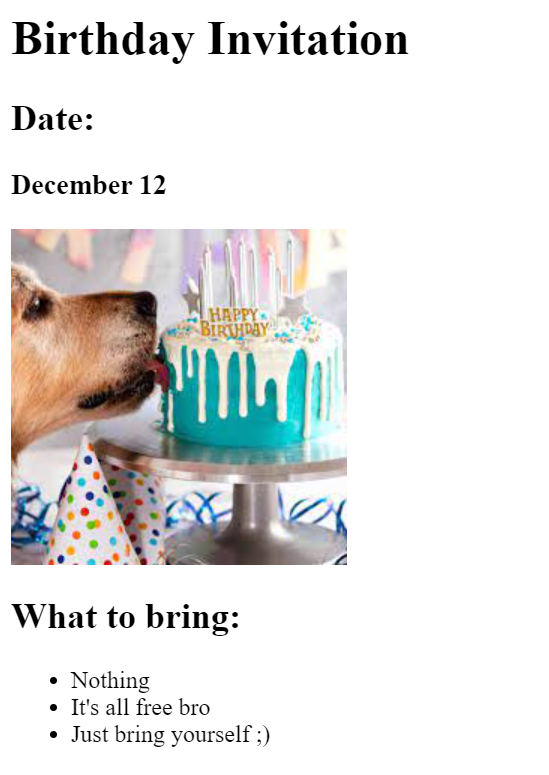 Birthday Invitation
Date:
December 12
HAPPY
BIRTHDAY
What to bring:
• Nothing
• It's all free bro
• Just bring yourself ;)